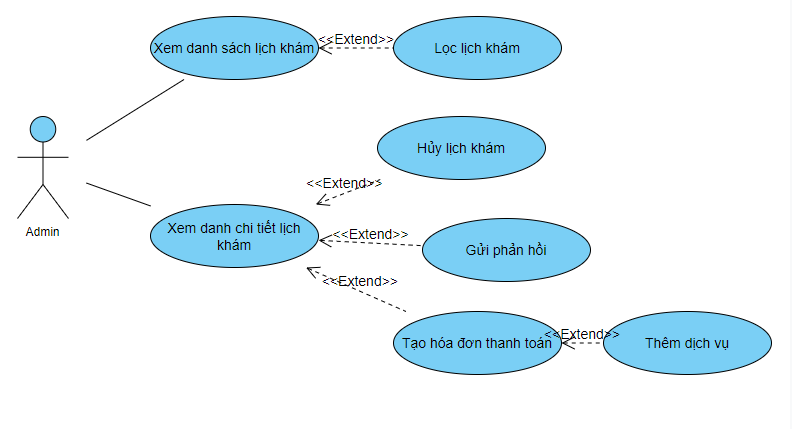 Xem danh sách lịch khám
<<Extend>>
Lọc lịch khám
Hủy lịch khám
<<Extend>>
Admin
Xem danh chi tiết lịch
khám
<<Extend>>
Gửi phản hồi
<<Extend>>
Tạo hóa đơn thanh toán
<<Extend>>
Thêm dịch vụ